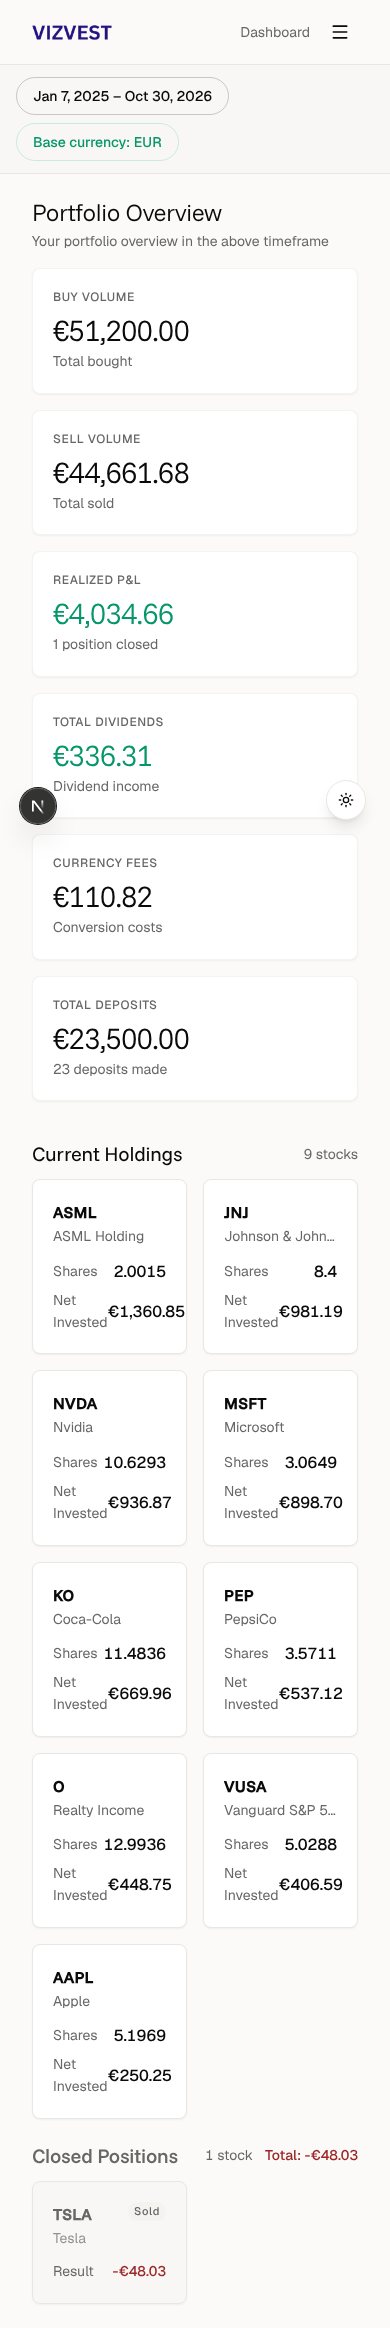 VIZVEST
Dashboard
Jan 7, 2025 – Oct 30, 2026
Base currency: EUR
Portfolio Overview
Your portfolio overview in the above timeframe
BUY VOLUME
€51,200.00
Total bought
SELL VOLUME
€44,661.68
Total sold
REALIZED P&L
€4,034.66
1 position closed
TOTAL DIVIDENDS
€336.31
Dividend income
N
CURRENCY FEES
€110.82
Conversion costs
TOTAL DEPOSITS
€23,500.00
23 deposits made
Current Holdings
9 stocks
ASML
ASML Holding
Shares 2.0015
Net
Invested €1,360.85
JNJ
Johnson & John...
Shares 8.4
Net
Invested €981.19
NVDA
Nvidia
Shares 10.6293
Net
Invested €936.87
MSFT
Microsoft
Shares 3.0649
Net
Invested €898.70
KO
Coca-Cola
Shares 11.4836
Net
Invested €669.96
PEP
PepsiCo
Shares 3.5711
Net
Invested €537.12
O
Realty Income
Shares 12.9936
Net
Invested €448.75
VUSA
Vanguard S&P 5...
Shares 5.0288
Net
Invested €406.59
AAPL
Apple
Shares 5.1969
Net
Invested €250.25
Closed Positions
1 stock Total: -€48.03
TSLA Sold
Tesla
Result -€48.03